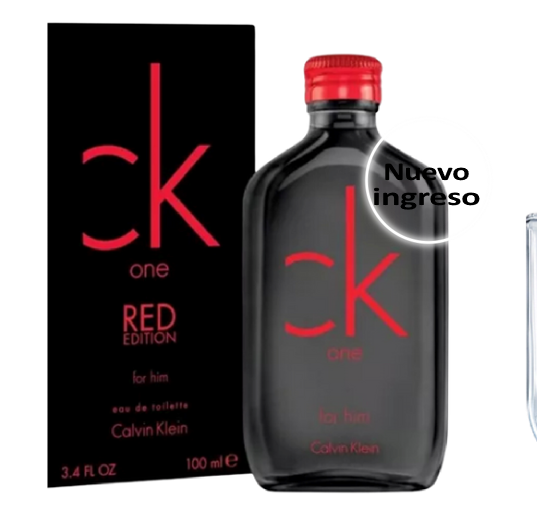 ck
one
RED
EDITION
for him
eau de toilette
Calvin Klein
3.4 FL OZ
100 ml e
Nuevo
ingreso
ck
one
for him
Calvin Klein